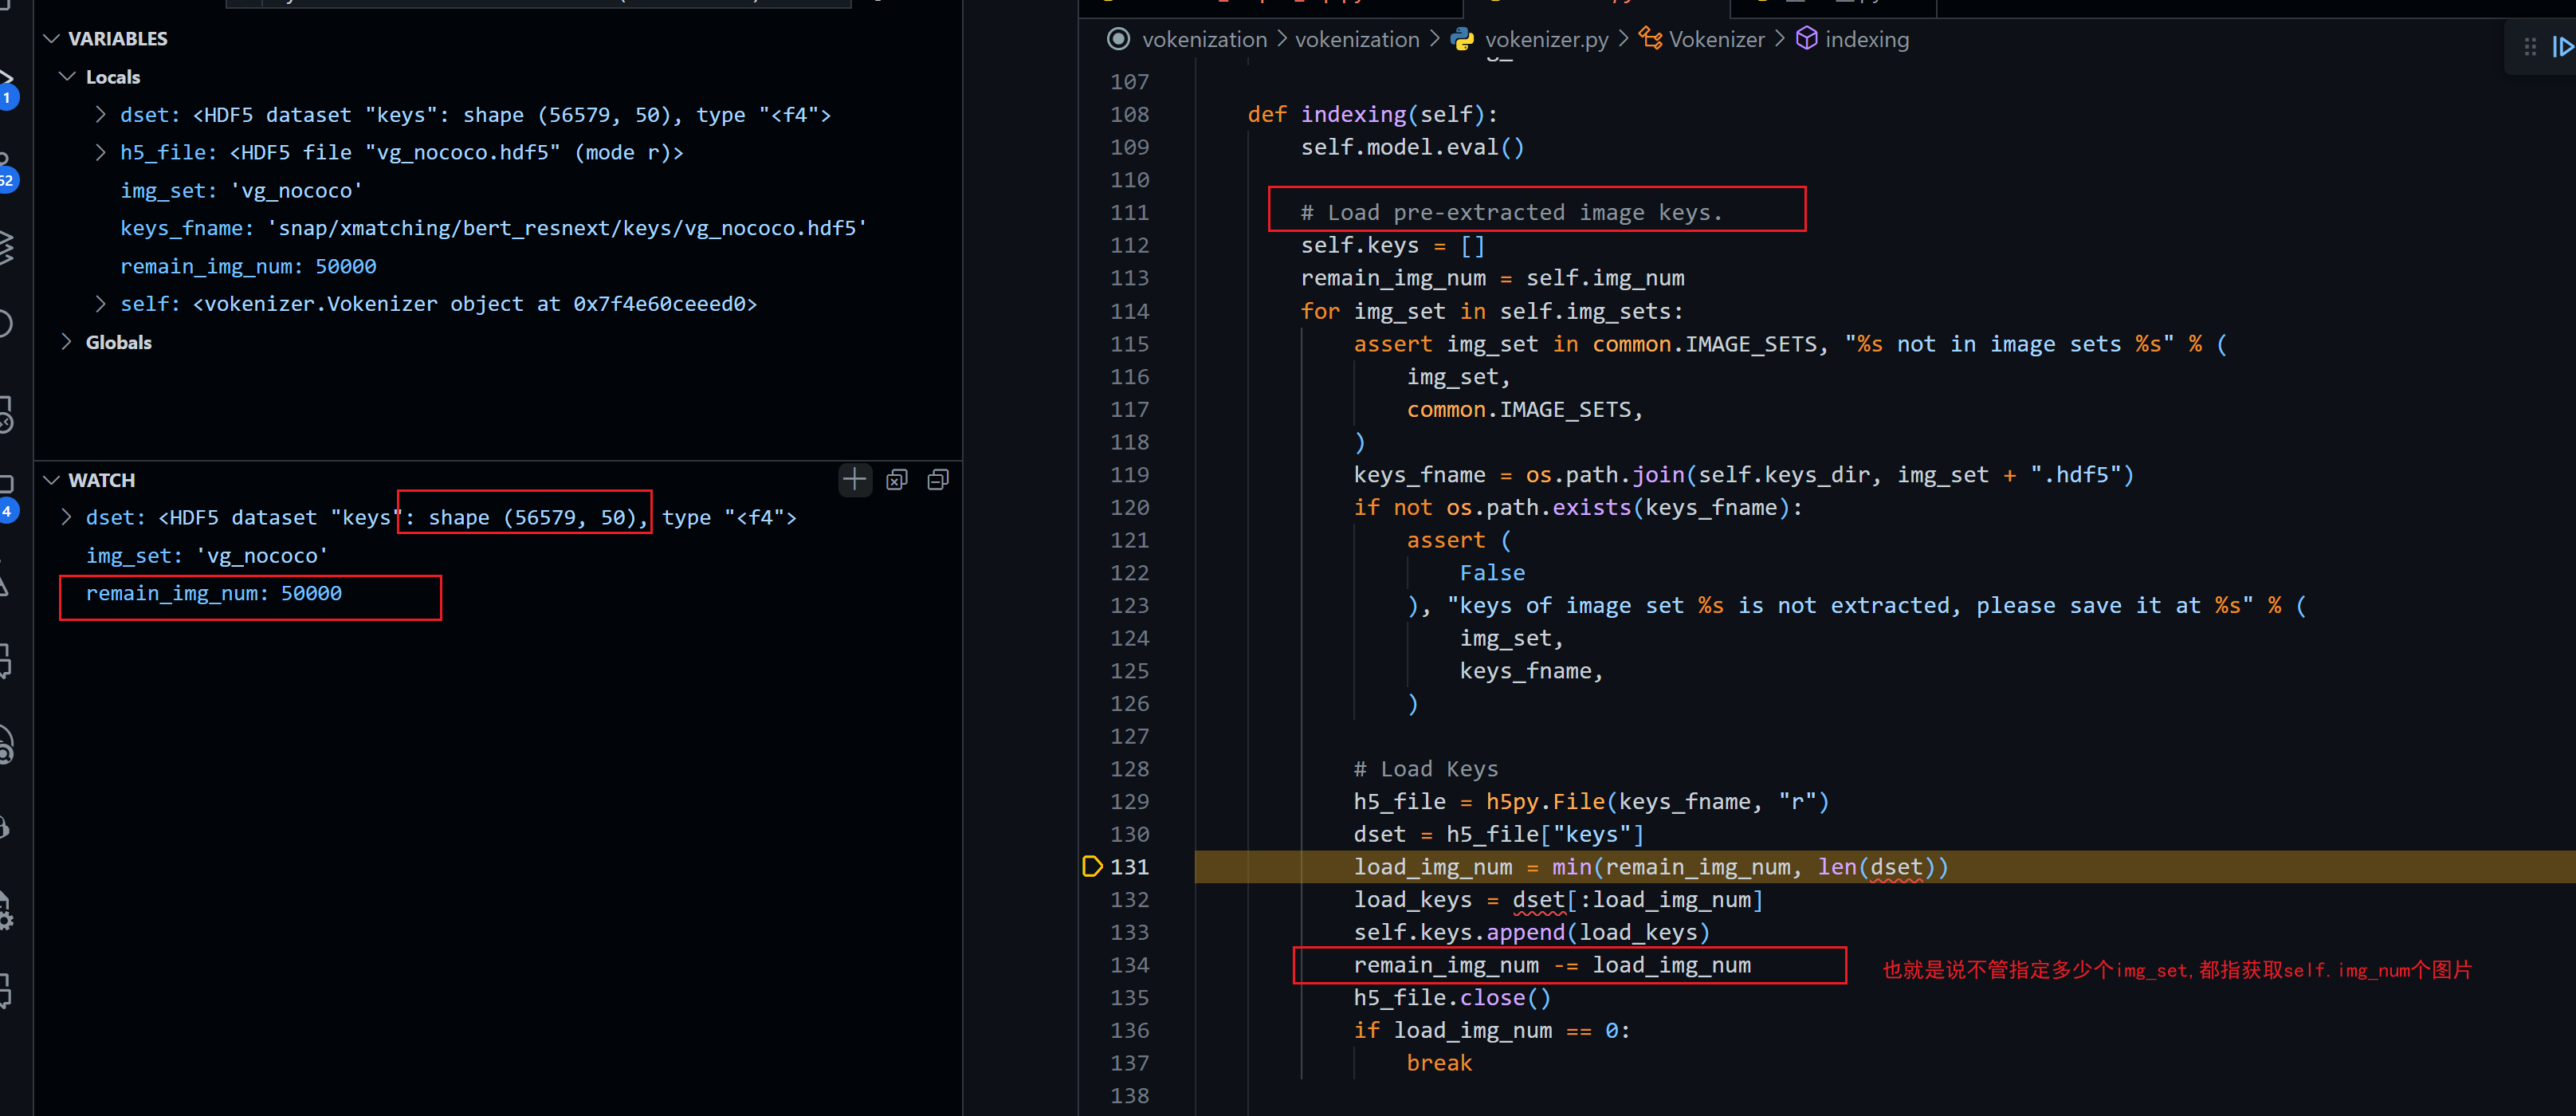 VARIABLES
Locals
dset: <HDF5 dataset "keys": shape (56579, 50), type "<f4">
h5_file: <HDF5 file "vg_nococo.hdf5" (mode r)>
img_set: 'vg_nococo'
keys_fname: 'snap/xmatching/bert_resnext/keys/vg_nococo.hdf5'
remain_img_num: 50000
self: <vokenizer.Vokenizer object at 0x7f4e60ceeed0>
Globals
WATCH
dset: <HDF5 dataset "keys": shape (56579, 50), type "<f4">
img_set: 'vg_nococo'
remain_img_num: 50000
1
62
4
vokenization > vokenization > vokenizer.py > Vokenizer > indexing
107
108 def indexing(self):
109 self.model.eval()
110
111 # Load pre-extracted image keys.
112 self.keys = []
113 remain_img_num = self.img_num
114 for img_set in self.img_sets:
115 assert img_set in common.IMAGE_SETS, "%s not in image sets %s" % (
116 img_set,
117 common.IMAGE_SETS,
118 )
119 keys_fname = os.path.join(self.keys_dir, img_set + ".hdf5")
120 if not os.path.exists(keys_fname):
121 assert (
122 False
123 ), "keys of image set %s is not extracted, please save it at %s" % (
124 img_set,
125 keys_fname,
126 )
127
128 # Load Keys
129 h5_file = h5py.File(keys_fname, "r")
130 dset = h5_file["keys"]
131 load_img_num = min(remain_img_num, len(dset))
132 load_keys = dset[:load_img_num]
133 self.keys.append(load_keys)
134 remain_img_num -= load_img_num 也就是说不管指定多少个img_set,都指获取self.img_num个图片
135 h5_file.close()
136 if load_img_num == 0:
137 break
138